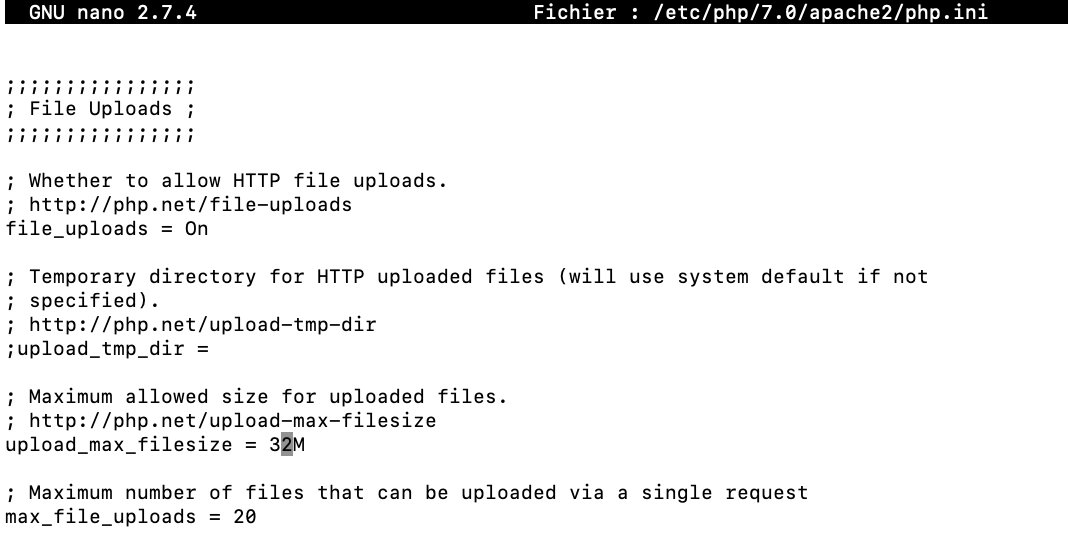 GNU nano 2.7.4 Fichier : /etc/php/7.0/apache2/php.ini
;;;;;;;;;;;;;;;;
; File Uploads ;
;;;;;;;;;;;;;;;;
; Whether to allow HTTP file uploads.
; http://php.net/file-uploads
file_uploads = On
; Temporary directory for HTTP uploaded files (will use system default if not
; specified).
; http://php.net/upload-tmp-dir
;upload_tmp_dir =
; Maximum allowed size for uploaded files.
; http://php.net/upload-max-filesize
upload_max_filesize = 32M
; Maximum number of files that can be uploaded via a single request
max_file_uploads = 20